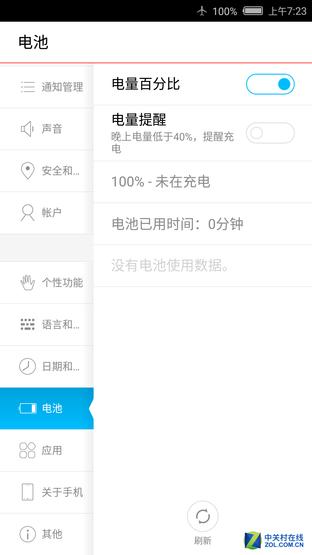 100% 上午7:23
电池
通知管理
声音
安全和...
帐户
个性功能
语言和...
日期和...
电池
应用
关于手机
其他
电量百分比
电量提醒
晚上电量低于40%，提醒充
电
100% - 未在充电
电池已用时间：0分钟
没有电池使用数据。
刷新
中关村在线
ZOL.COM.CN